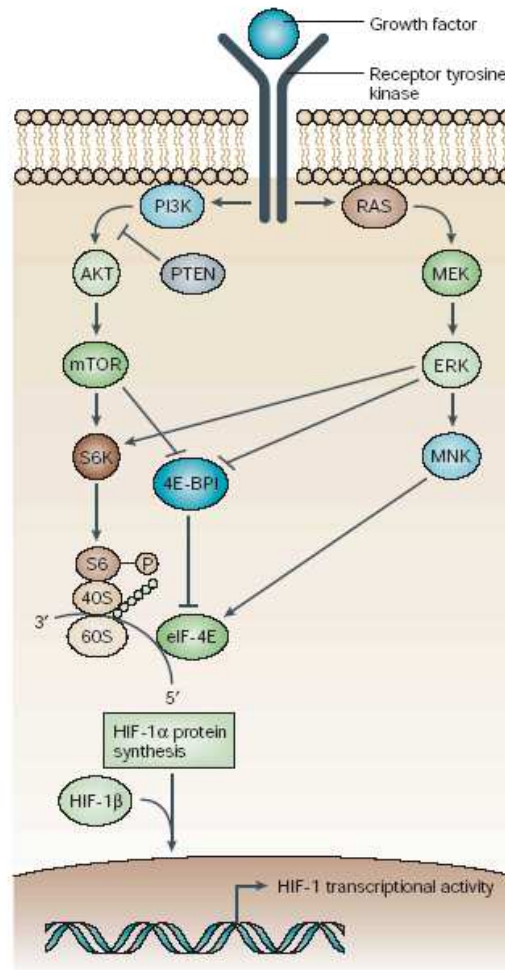 Growth factor
Receptor tyrosine
kinase
PI3K
RAS
AKT
PTEN
MEK
mTOR
ERK
S6K
4E-BPI
MNK
S6
P
40S
3′
60S
eIF-4E
5′
HIF-1α protein
synthesis
HIF-1β
HIF-1 transcriptional activity